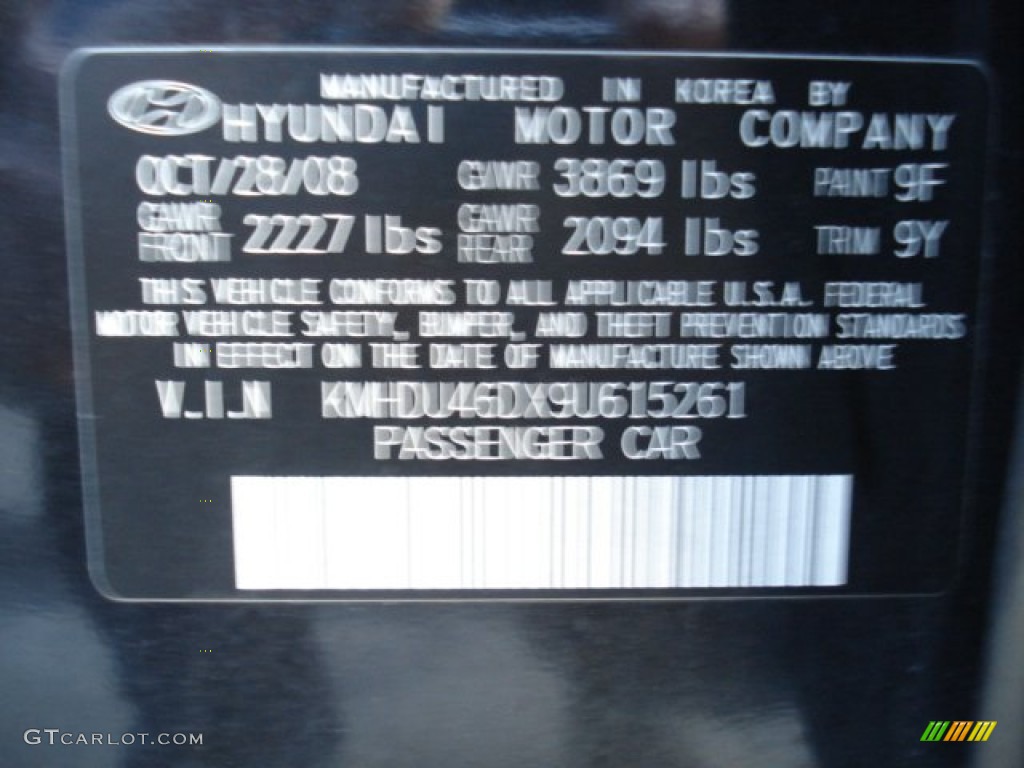 MANUFACTURED IN KOREA BY
HYUNDAI MOTOR COMPANY
OCT/28/08 GVWR 3869 lbs PAINT 9F
GAWR FRONT 2227 lbs GAWR REAR 2094 lbs TRIM 9Y
THIS VEHICLE CONFORMS TO ALL APPLICABLE U.S.A. FEDERAL
MOTOR VEHICLE SAFETY, BUMPER, AND THEFT PREVENTION STANDARDS
IN EFFECT ON THE DATE OF MANUFACTURE SHOWN ABOVE.
V.I.N KMHDU46DX9U615261
PASSENGER CAR
GTCARLOT.COM